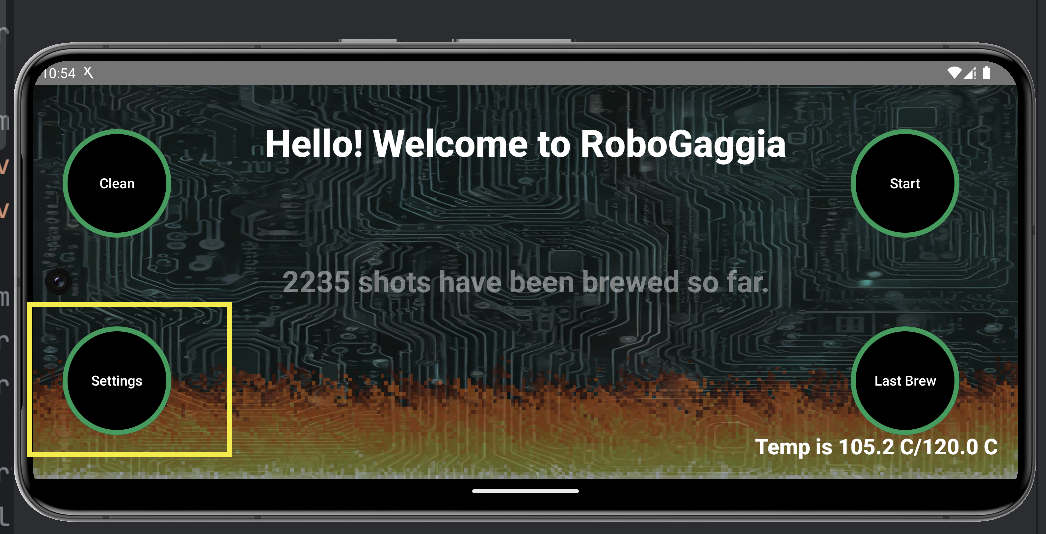 10:54
Hello! Welcome to RoboGaggia
Clean
Start
2235 shots have been brewed so far.
Settings
Last Brew
Temp is 105.2 C/120.0 C